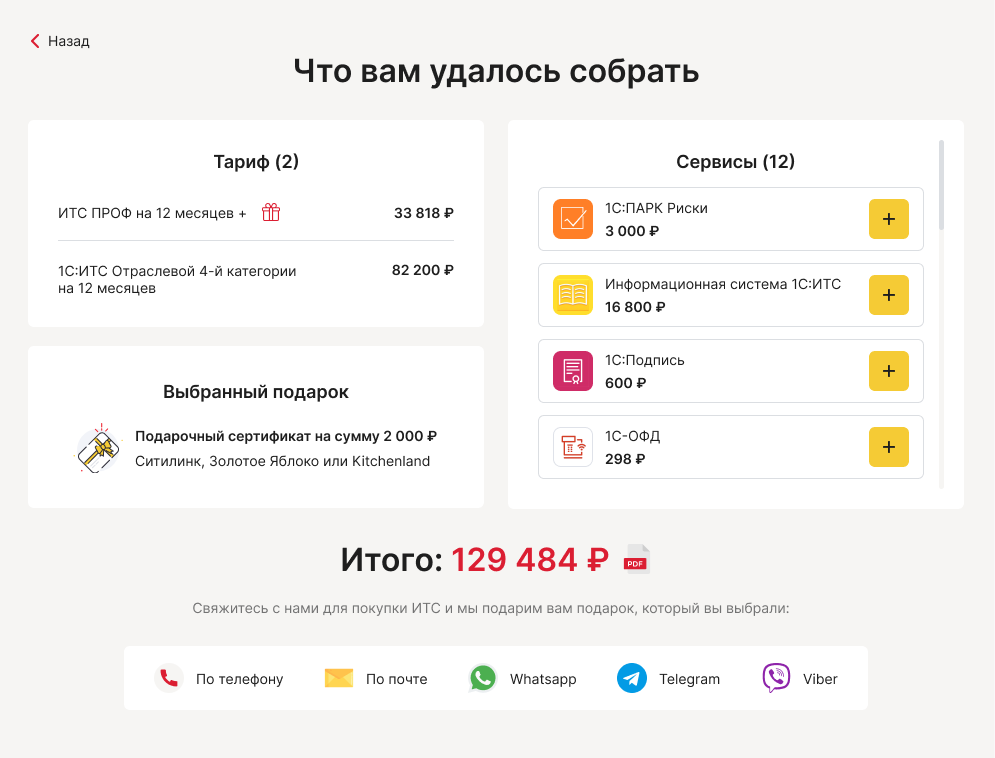 Назад
Что вам удалось собрать
Тариф (2)
ИТС ПРОФ на 12 месяцев +
33 818 ₽
1С:ИТС Отраслевой 4-й категории
на 12 месяцев
82 200 ₽
Выбранный подарок
Подарочный сертификат на сумму 2 000 ₽
Ситилинк, Золотое Яблоко или Kitchenland
Сервисы (12)
1С:ПАРК Риски
3 000 ₽
+
Информационная система 1С:ИТС
16 800 ₽
+
1С:Подпись
600 ₽
+
1С-ОФД
298 ₽
+
Итого: 129 484 ₽
PDF
Свяжитесь с нами для покупки ИТС и мы подарим вам подарок, который вы выбрали:
По телефону
По почте
Whatsapp
Telegram
Viber